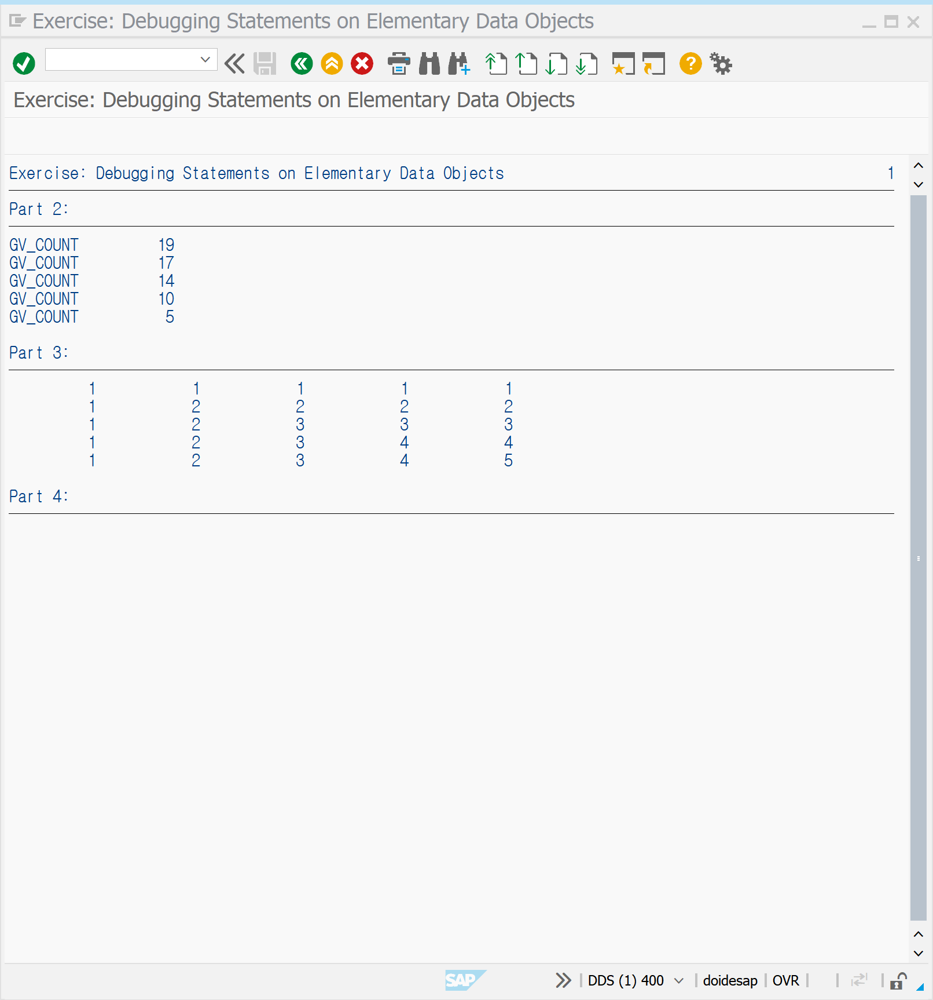 Exercise: Debugging Statements on Elementary Data Objects
Exercise: Debugging Statements on Elementary Data Objects
Exercise: Debugging Statements on Elementary Data Objects 1
Part 2:
GV_COUNT 19
GV_COUNT 17
GV_COUNT 14
GV_COUNT 10
GV_COUNT 5
Part 3:
1 1 1 1 1
1 2 2 2 2
1 2 3 3 3
1 2 3 4 4
1 2 3 4 5
Part 4:
SAP DDS (1) 400 doidesap OVR